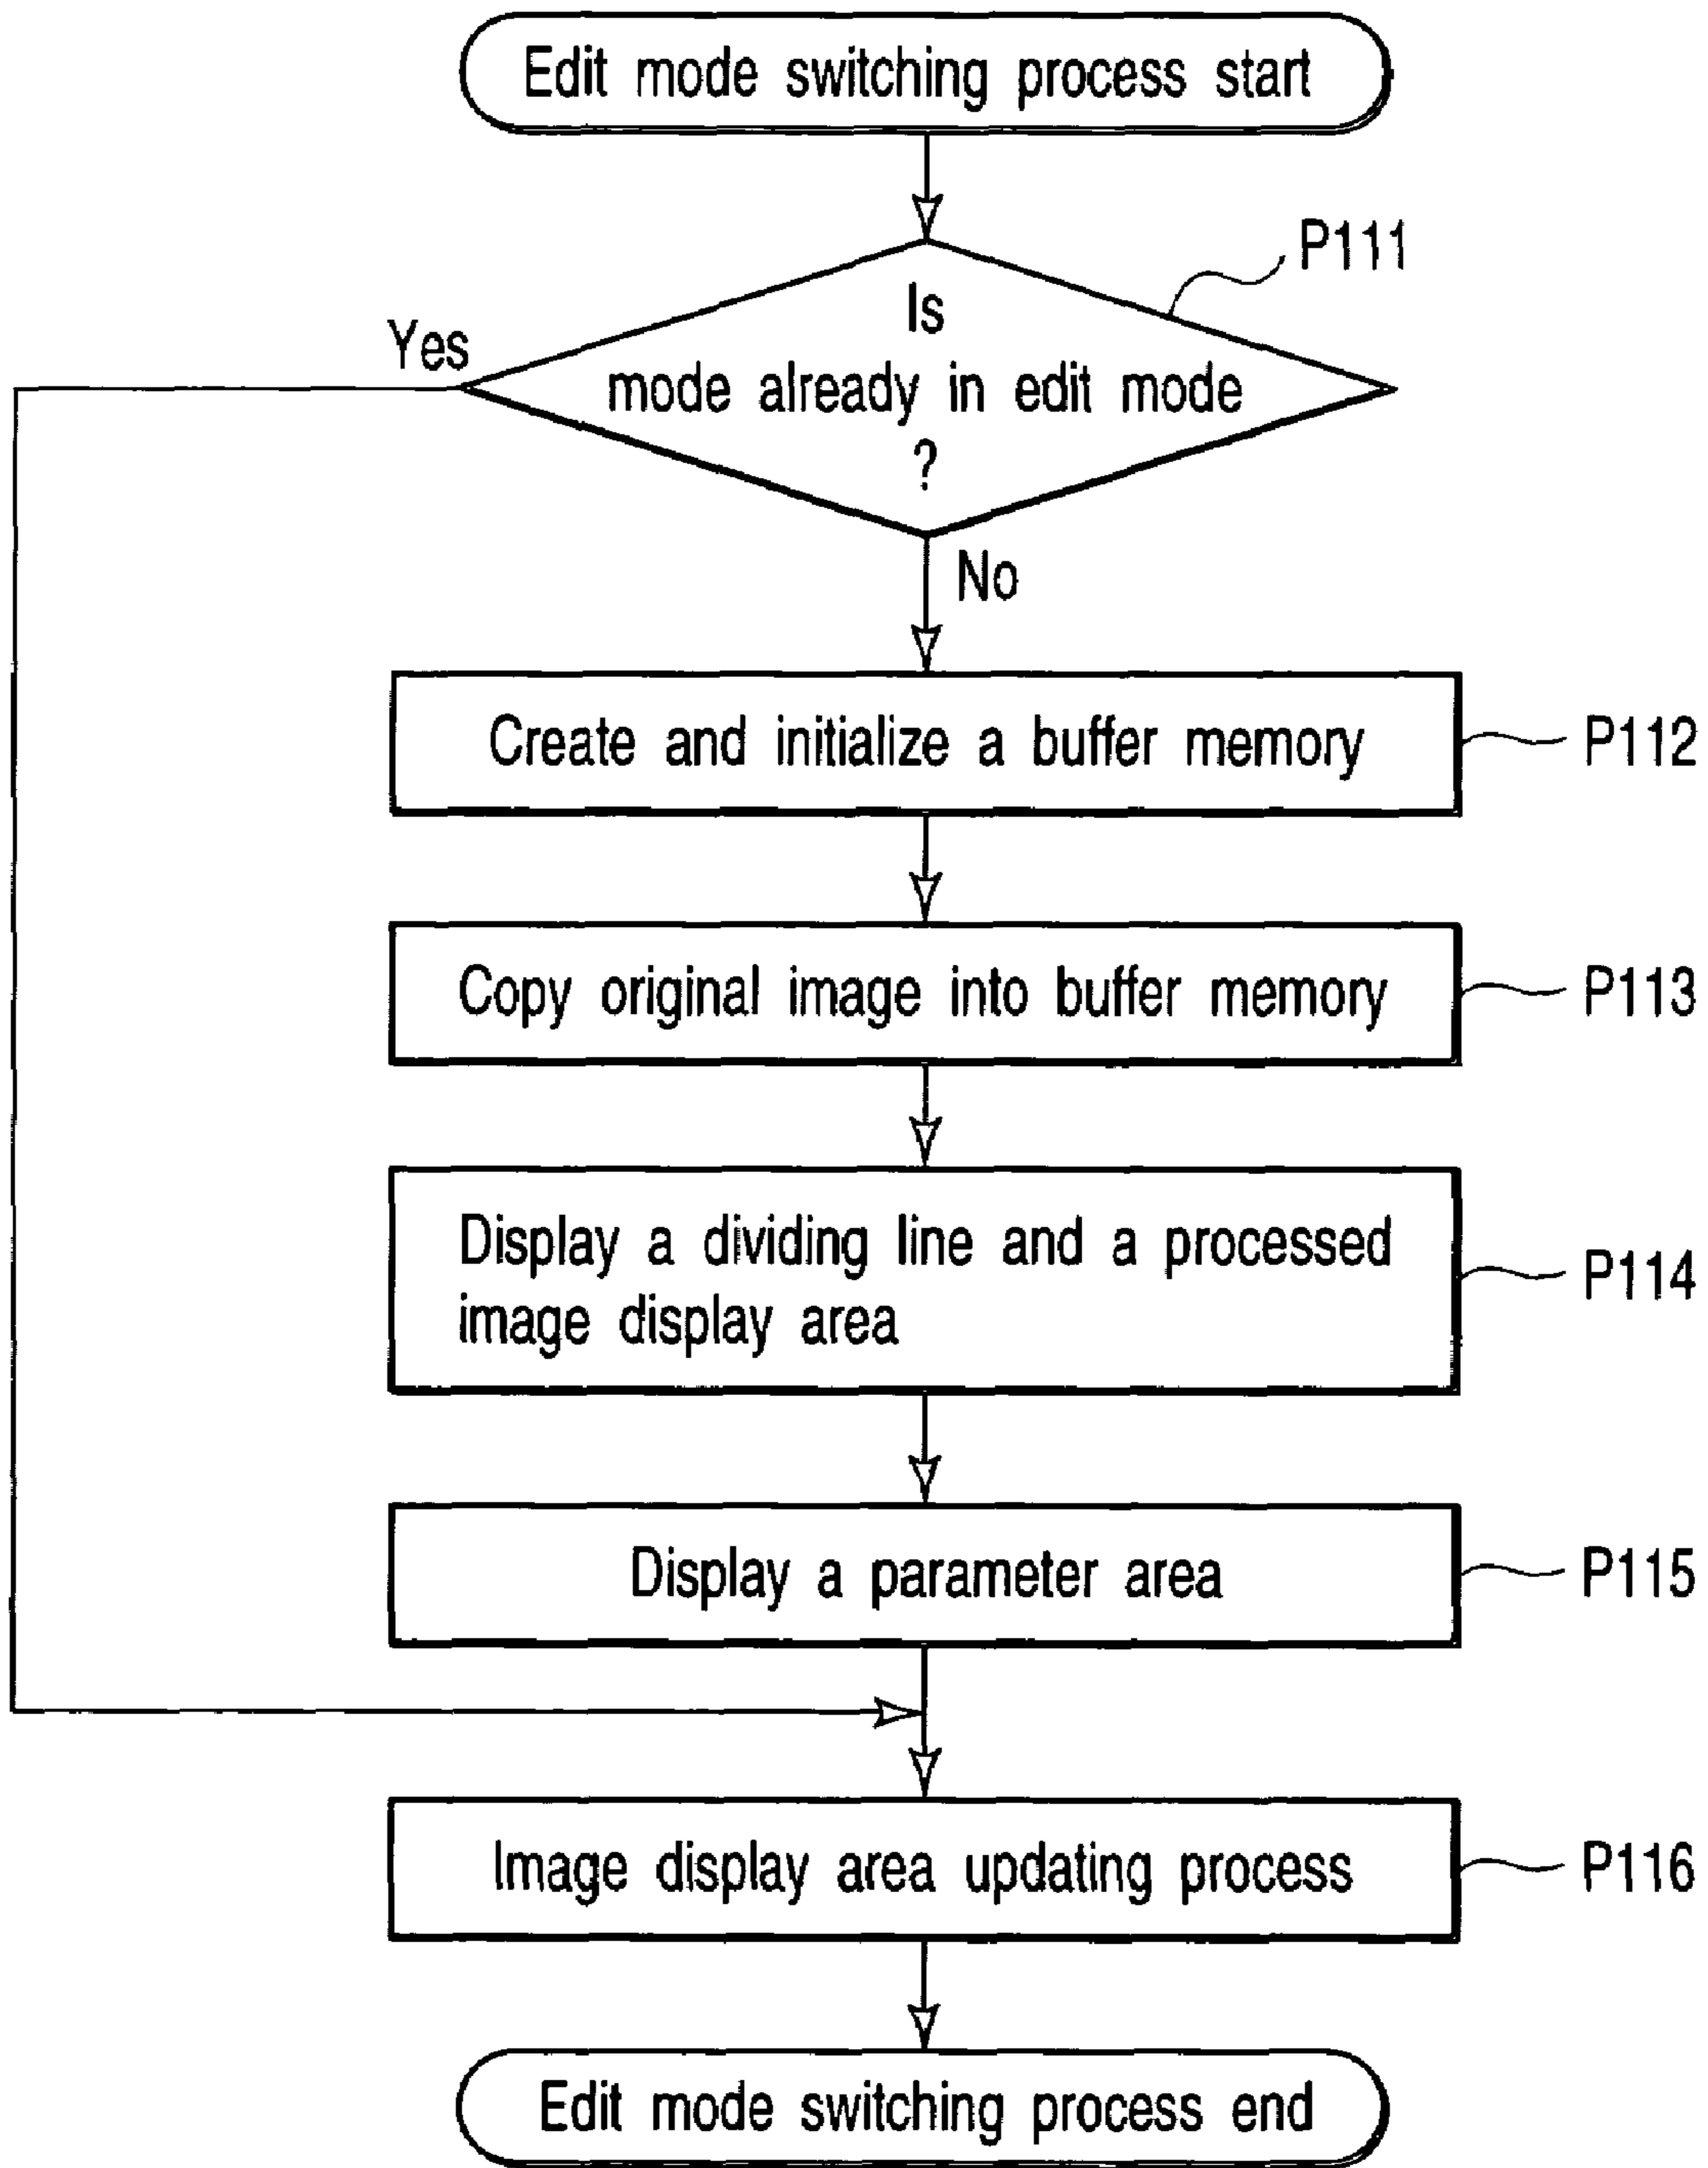 Edit mode switching process start
P111
Is
mode already in edit mode
?
Yes
No
Create and initialize a buffer memory
P112
Copy original image into buffer memory
P113
Display a dividing line and a processed
image display area
P114
Display a parameter area
P115
Image display area updating process
P116
Edit mode switching process end